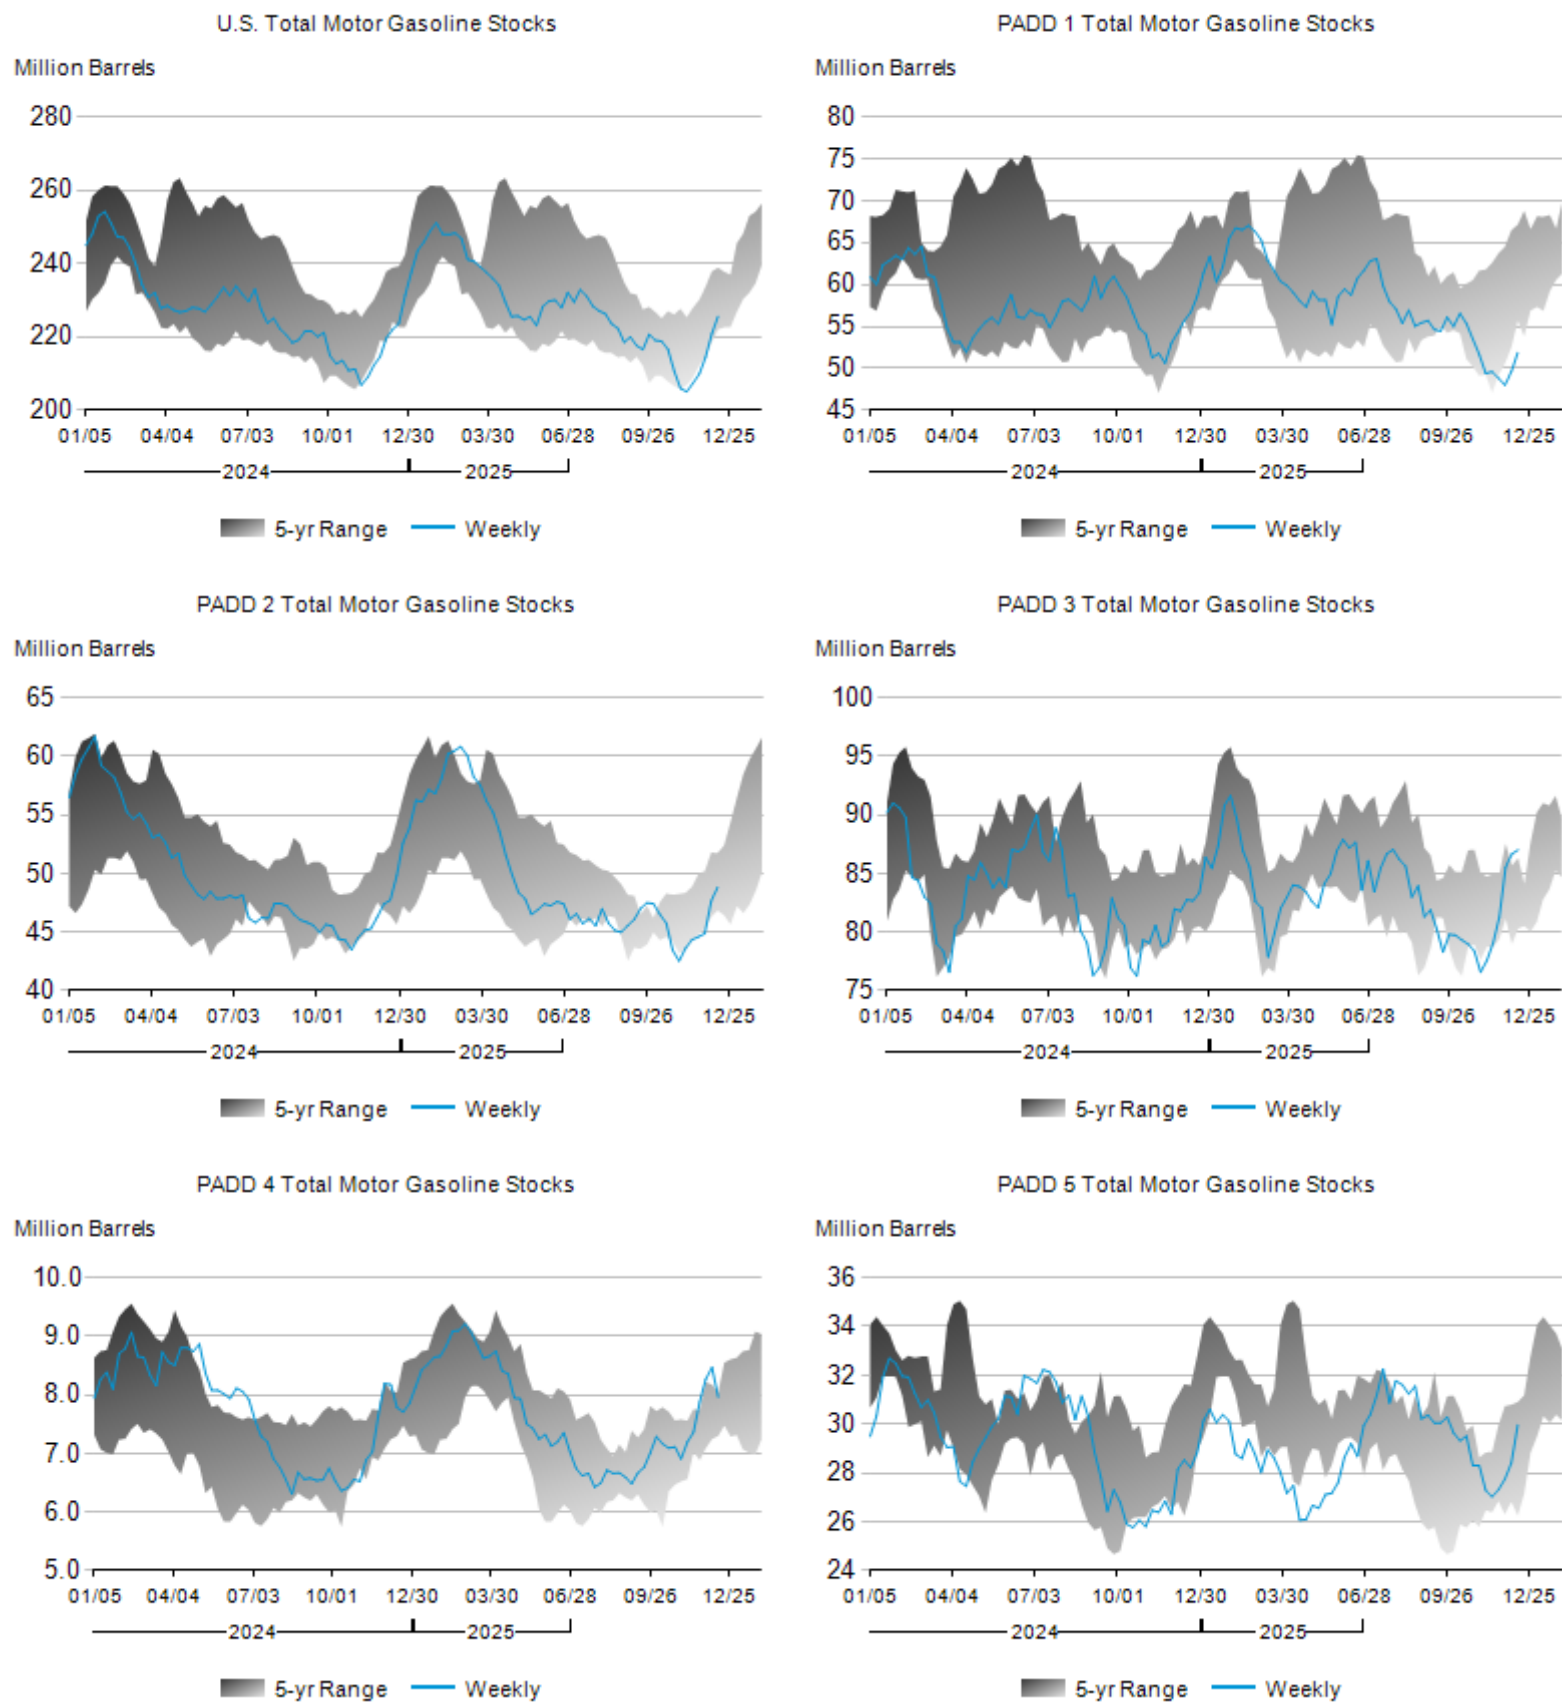 U.S. Total Motor Gasoline Stocks
Million Barrels
280
260
240
220
200
01/05 04/04 07/03 10/01 12/30 03/30 06/28 09/26 12/25
2024 2025
5-yr Range Weekly
PADD 1 Total Motor Gasoline Stocks
Million Barrels
80
75
70
65
60
55
50
45
01/05 04/04 07/03 10/01 12/30 03/30 06/28 09/26 12/25
2024 2025
5-yr Range Weekly
PADD 2 Total Motor Gasoline Stocks
Million Barrels
65
60
55
50
45
40
01/05 04/04 07/03 10/01 12/30 03/30 06/28 09/26 12/25
2024 2025
5-yr Range Weekly
PADD 3 Total Motor Gasoline Stocks
Million Barrels
100
95
90
85
80
75
01/05 04/04 07/03 10/01 12/30 03/30 06/28 09/26 12/25
2024 2025
5-yr Range Weekly
PADD 4 Total Motor Gasoline Stocks
Million Barrels
10.0
9.0
8.0
7.0
6.0
5.0
01/05 04/04 07/03 10/01 12/30 03/30 06/28 09/26 12/25
2024 2025
5-yr Range Weekly
PADD 5 Total Motor Gasoline Stocks
Million Barrels
36
34
32
30
28
26
24
01/05 04/04 07/03 10/01 12/30 03/30 06/28 09/26 12/25
2024 2025
5-yr Range Weekly